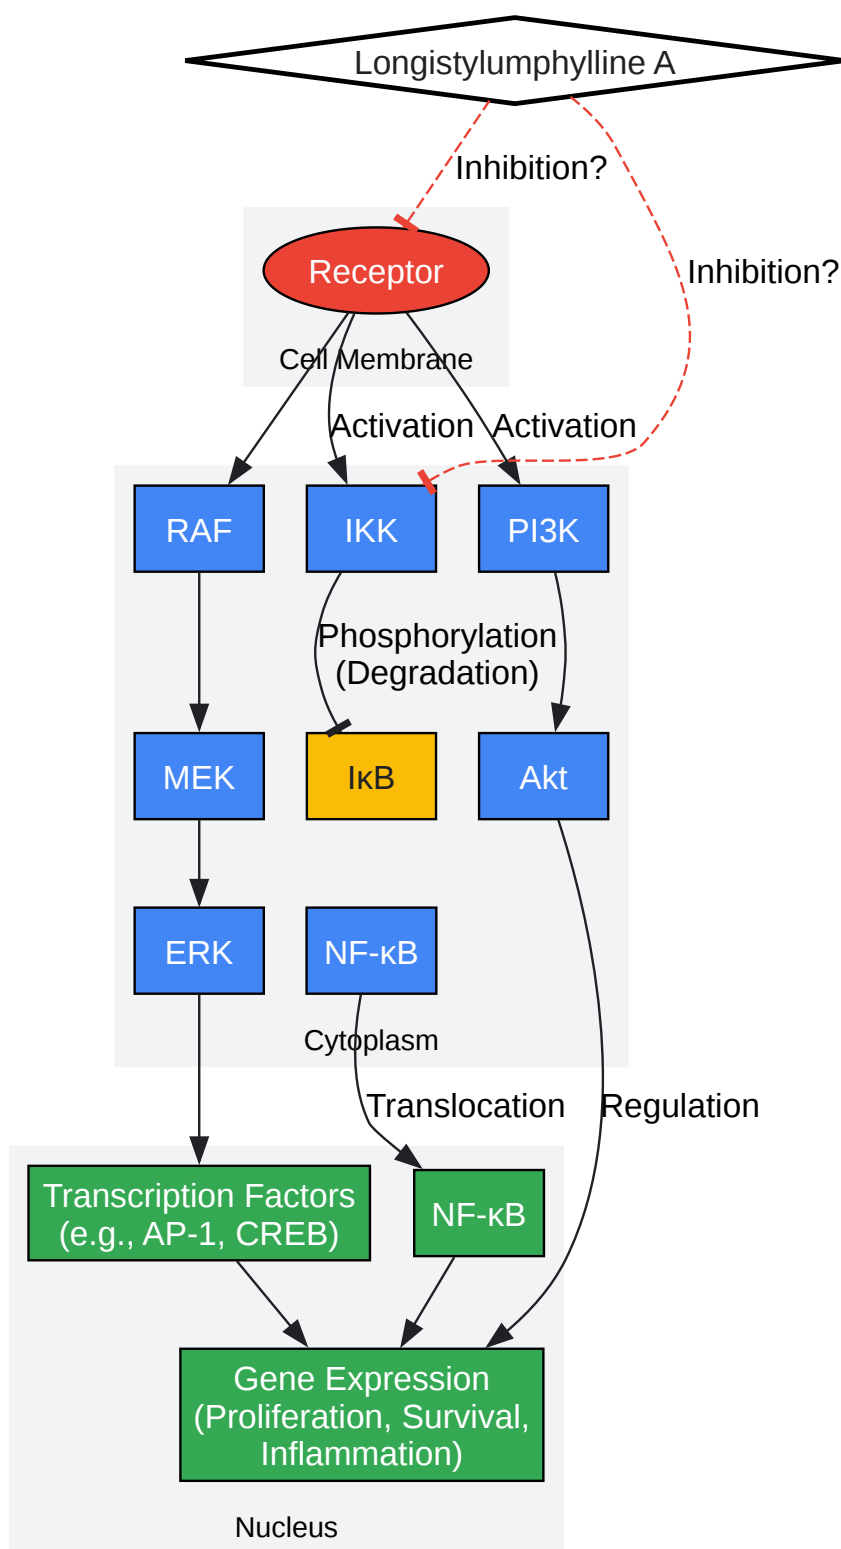 Longistylumphylline A
Inhibition?
Inhibition?
Receptor
Cell Membrane
Activation
Activation
RAF
IKK
PI3K
Phosphorylation
(Degradation)
MEK
IκB
Akt
ERK
NF-κB
Cytoplasm
Translocation
Regulation
Transcription Factors
(e.g., AP-1, CREB)
NF-κB
Gene Expression
(Proliferation, Survival,
Inflammation)
Nucleus